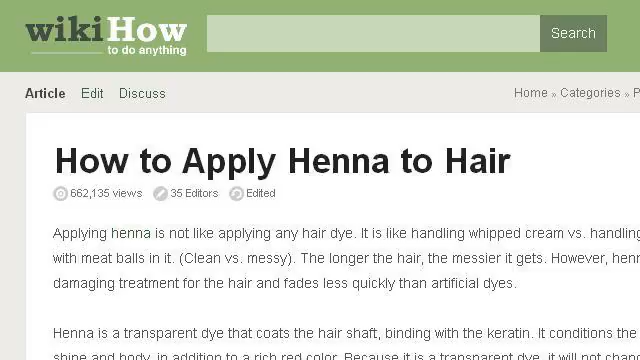 wikiHow
to do anything
Search
Article Edit Discuss
Home » Categories » P
How to Apply Henna to Hair
662,135 views 35 Editors Edited
Applying henna is not like applying any hair dye. It is like handling whipped cream vs. handling
with meat balls in it. (Clean vs. messy). The longer the hair, the messier it gets. However, henn
damaging treatment for the hair and fades less quickly than artificial dyes.
Henna is a transparent dye that coats the hair shaft, binding with the keratin. It conditions the
shine and body, in addition to a rich red color. Because it is a transparent dye, it will not chan